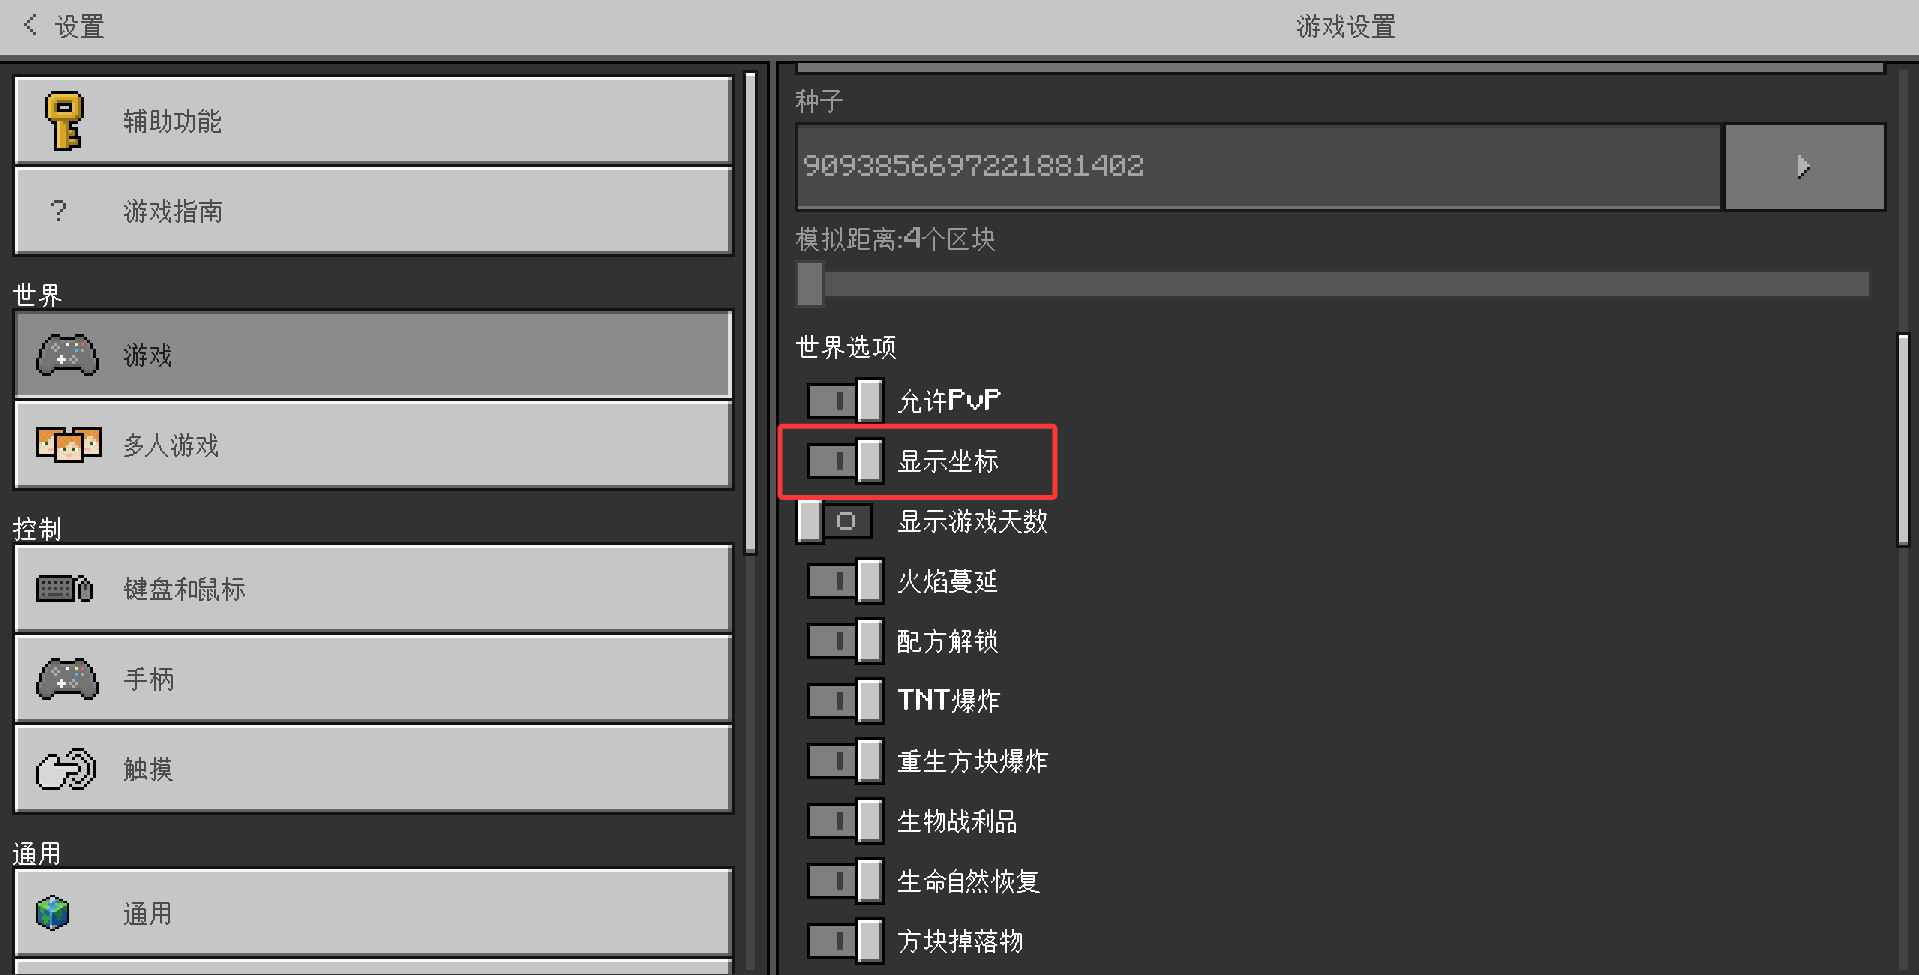 设置
游戏设置
辅助功能
? 游戏指南
世界
游戏
多人游戏
控制
键盘和鼠标
手柄
触摸
通用
通用
种子
9093856697221881402
模拟距离:4个区块
世界选项
允许PvP
显示坐标
显示游戏天数
火焰蔓延
配方解锁
TNT爆炸
重生方块爆炸
生物战利品
生命自然恢复
方块掉落物